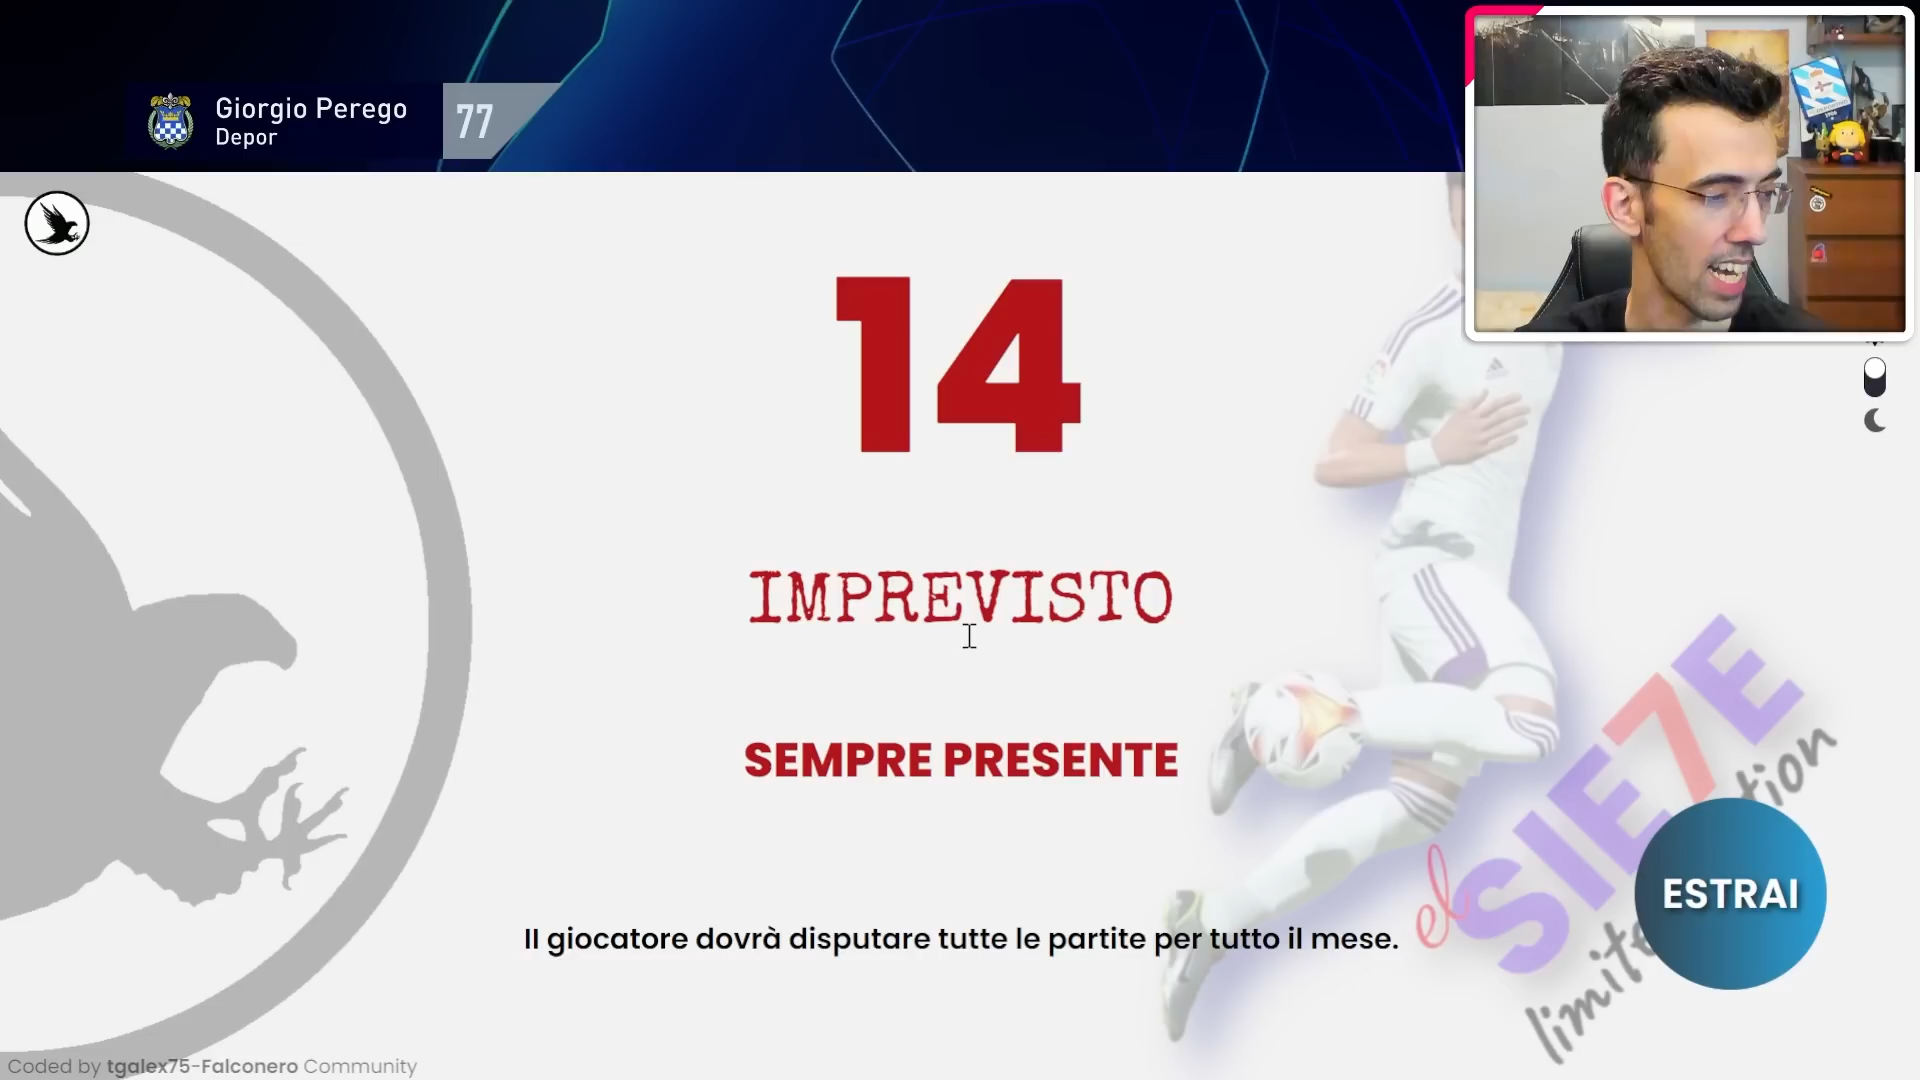 Giorgio Perego
Depor
77
14
IMPREVISTO
SEMPRE PRESENTE
Il giocatore dovrà disputare tutte le partite per tutto il mese.
el SIE7E
ESTRAI
Coded by tgalex75-Falconero Community